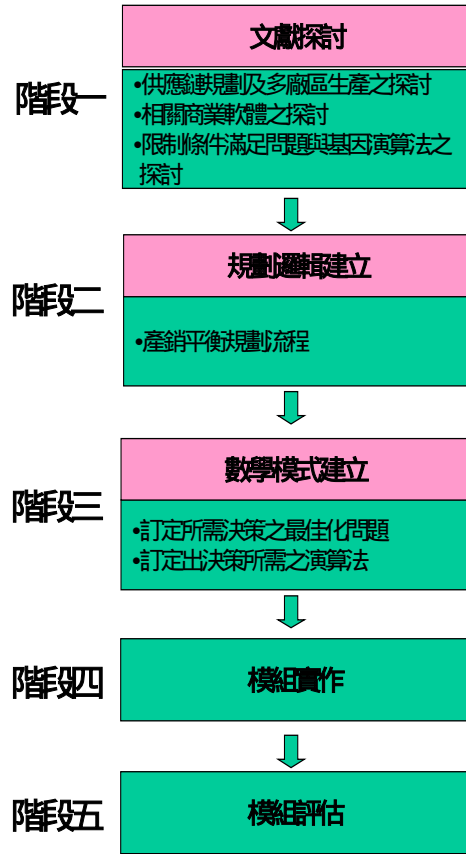 文獻探討
階段一
•供應鏈規劃及多廠區生產之探討
•相關商業軟體之探討
•限制條件滿足問題與基因演算法之
探討
規劃邏輯建立
階段二
•產銷平衡規劃流程
數學模式建立
階段三
•訂定所需決策之最佳化問題
•訂定出決策所需之演算法
階段四
模組實作
階段五
模組評估